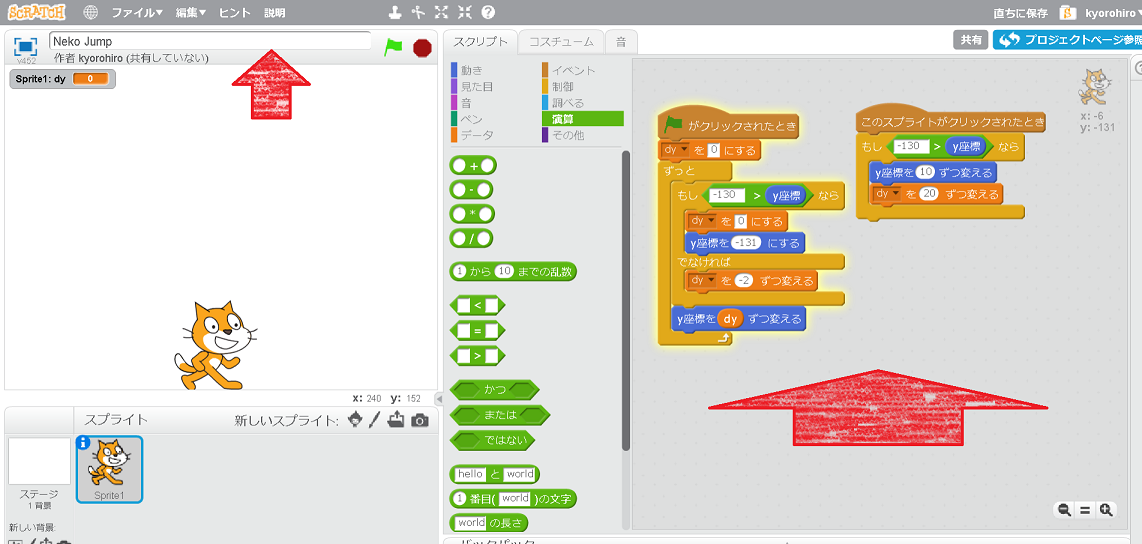 SCRATCH ファイル▼ 編集▼ ヒント 説明 直ちに保存 kyorohiro▼
v452 Neko Jump
作者 kyorohiro (共有していない)
Sprite1: dy 0
x: 240 y: 152
スプライト 新しいスプライト:
ステージ
1 背景
新しい背景:
Sprite1
スクリプト コスチューム 音
共有 プロジェクトページ参照
動き イベント
見た目 制御
音 調べる
ペン 演算
データ その他
+
-
*
/
1 から 10 までの乱数
<
=
>
かつ
または
ではない
hello と world
1 番目( world )の文字
world の長さ
がクリックされたとき
dy▼ を 0 にする
ずっと
もし -130 > y座標 なら
dy▼ を 0 にする
y座標を -131 にする
でなければ
dy▼ を -2 ずつ変える
y座標を dy ずつ変える
このスプライトがクリックされたとき
もし -130 > y座標 なら
y座標を 10 ずつ変える
dy▼ を 20 ずつ変える
x: -6
y: -131